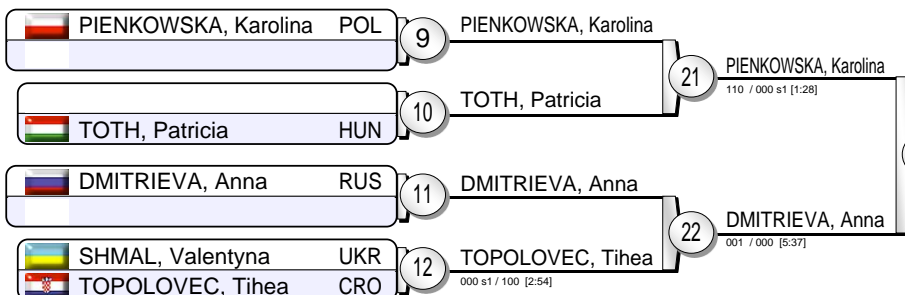 PIENKOWSKA, Karolina POL
9
PIENKOWSKA, Karolina
21
PIENKOWSKA, Karolina
110 / 000 s1 [1:28]
10
TOTH, Patricia
TOTH, Patricia HUN
DMITRIEVA, Anna RUS
11
DMITRIEVA, Anna
22
DMITRIEVA, Anna
001 / 000 [5:37]
SHMAL, Valentyna UKR
12
TOPOLOVEC, Tihea
000 s1 / 100 [2:54]
TOPOLOVEC, Tihea CRO